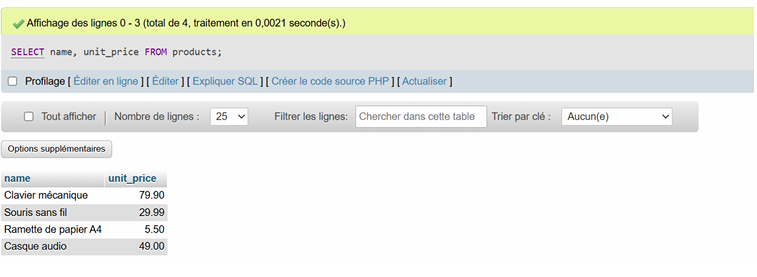 Affichage des lignes 0 - 3 (total de 4, traitement en 0,0021 seconde(s).)
SELECT name, unit_price FROM products;
Profilage [ Éditer en ligne ] [ Éditer ] [ Expliquer SQL ] [ Créer le code source PHP ] [ Actualiser ]
Tout afficher Nombre de lignes : 25 Filtrer les lignes: Chercher dans cette table Trier par clé : Aucun(e)
Options supplémentaires
name unit_price
Clavier mécanique 79.90
Souris sans fil 29.99
Ramette de papier A4 5.50
Casque audio 49.00